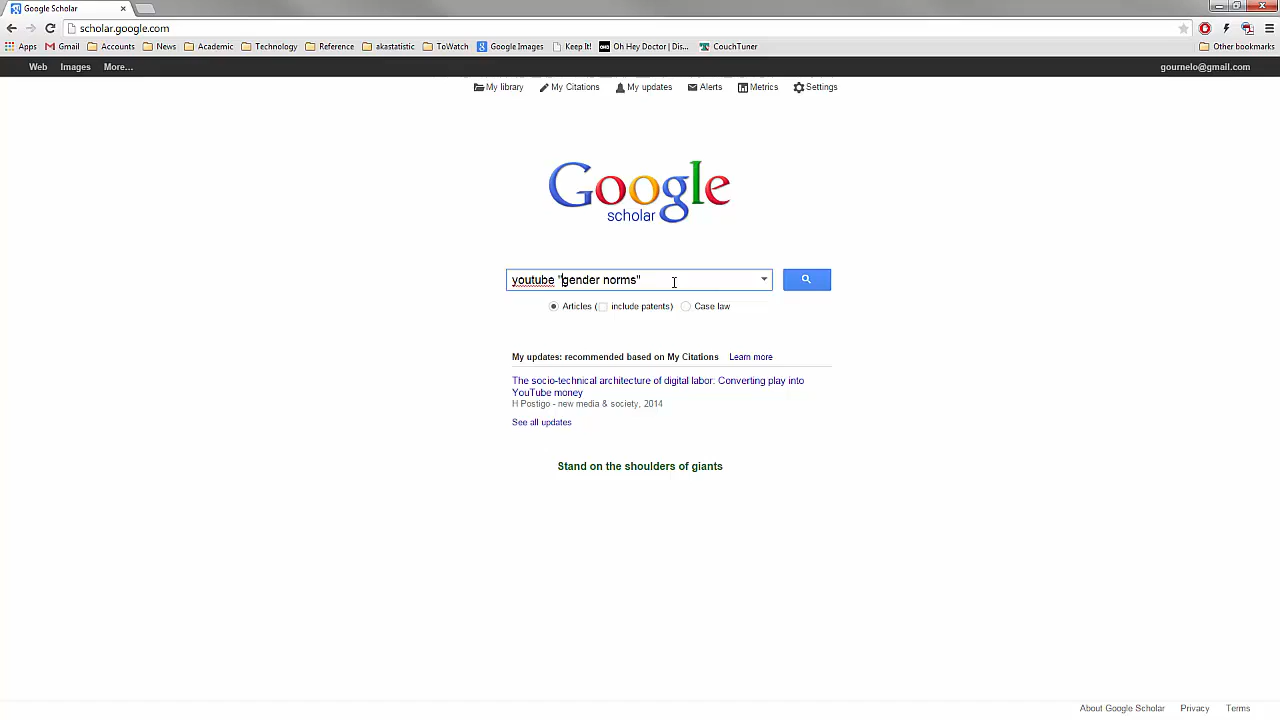 Google Scholar
scholar.google.com
Apps Gmail Accounts News Academic Technology Reference akastatistic ToWatch Google Images Keep It! Oh Hey Doctor | Dis... CouchTuner Other bookmarks
Web Images More... gournelo@gmail.com
My library My Citations My updates Alerts Metrics Settings
Google
scholar
youtube "gender norms"
Articles ( include patents) Case law
My updates: recommended based on My Citations Learn more
The socio-technical architecture of digital labor: Converting play into
YouTube money
H Postigo - new media & society, 2014
See all updates
Stand on the shoulders of giants
About Google Scholar Privacy Terms